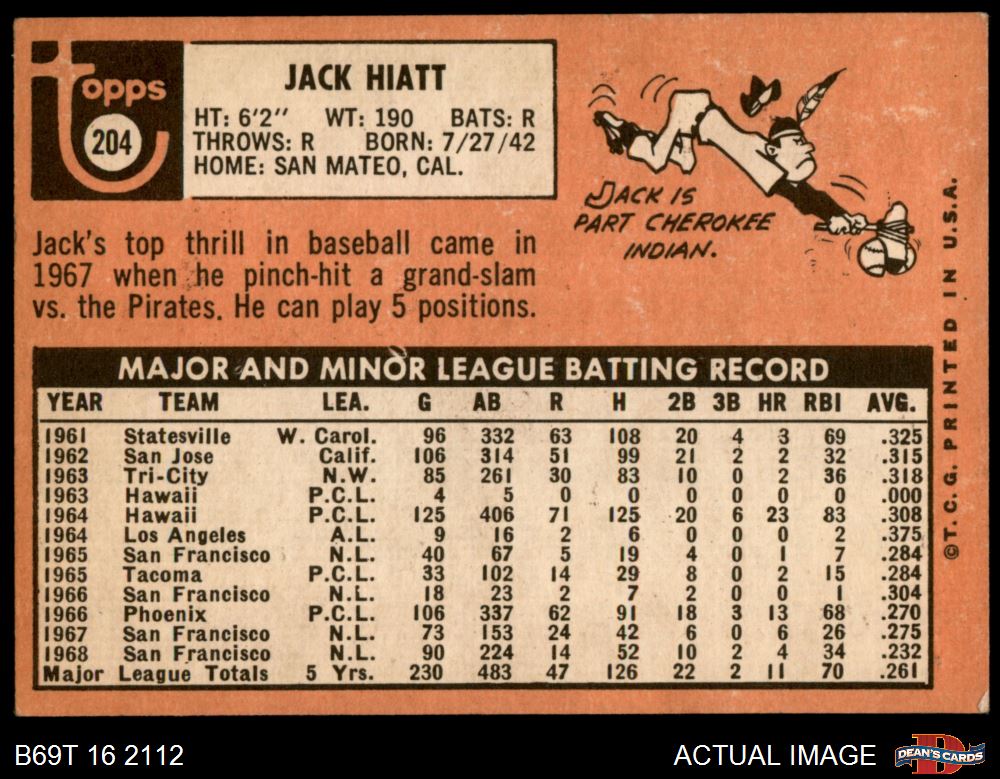 Topps
204
JACK HIATT
HT: 6'2" WT: 190 BATS: R
THROWS: R BORN: 7/27/42
HOME: SAN MATEO, CAL.
JACK IS
PART CHEROKEE
INDIAN.
Jack's top thrill in baseball came in
1967 when he pinch-hit a grand-slam
vs. the Pirates. He can play 5 positions.
MAJOR AND MINOR LEAGUE BATTING RECORD
YEAR TEAM LEA. G AB R H 2B 3B HR RBI AVG.
1961 Statesville W. Carol. 96 332 63 108 20 4 3 69 .325
1962 San Jose Calif. 106 314 51 99 21 2 2 32 .315
1963 Tri-City N.W. 85 261 30 83 10 0 2 36 .318
1963 Hawaii P.C.L. 4 5 0 0 0 0 0 0 .000
1964 Hawaii P.C.L. 125 406 71 125 20 6 23 83 .308
1964 Los Angeles A.L. 9 16 2 6 0 0 0 2 .375
1965 San Francisco N.L. 40 67 5 19 4 0 1 7 .284
1965 Tacoma P.C.L. 33 102 14 29 8 0 2 15 .284
1966 San Francisco N.L. 18 23 2 7 2 0 0 1 .304
1966 Phoenix P.C.L. 106 337 62 91 18 3 13 68 .270
1967 San Francisco N.L. 73 153 24 42 6 0 6 26 .275
1968 San Francisco N.L. 90 224 14 52 10 2 4 34 .232
Major League Totals 5 Yrs. 230 483 47 126 22 2 11 70 .261
©T.C.G. PRINTED IN U.S.A.
B69T 16 2112
ACTUAL IMAGE
DEAN'S CARDS